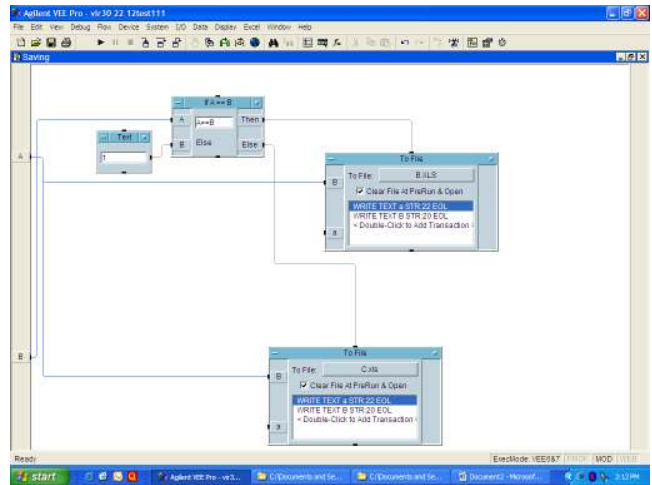 Agilent VEE Pro - vlr30 22 12test111
File Edit View Debug Flow Device System I/O Data Display Excel Window Help
Saving
If A == B
A
A==B
Then
B
Else
Else
Text
1
A
To File
B
To File:
B.XLS
Clear File At PreRun & Open
WRITE TEXT a STR:22 EOL
WRITE TEXT B STR:20 EOL
< Double-Click to Add Transaction
a
B
To File
B
To File:
C.xls
Clear File At PreRun & Open
WRITE TEXT a STR:22 EOL
WRITE TEXT B STR:20 EOL
< Double-Click to Add Transaction
a
Ready
ExecMode: VEE6&7
PROF
MOD
WEB
start
Agilent VEE Pro - vlr3...
C:\Documents and Se...
C:\Documents and Se...
Document2 - Microsof...
3:12 PM